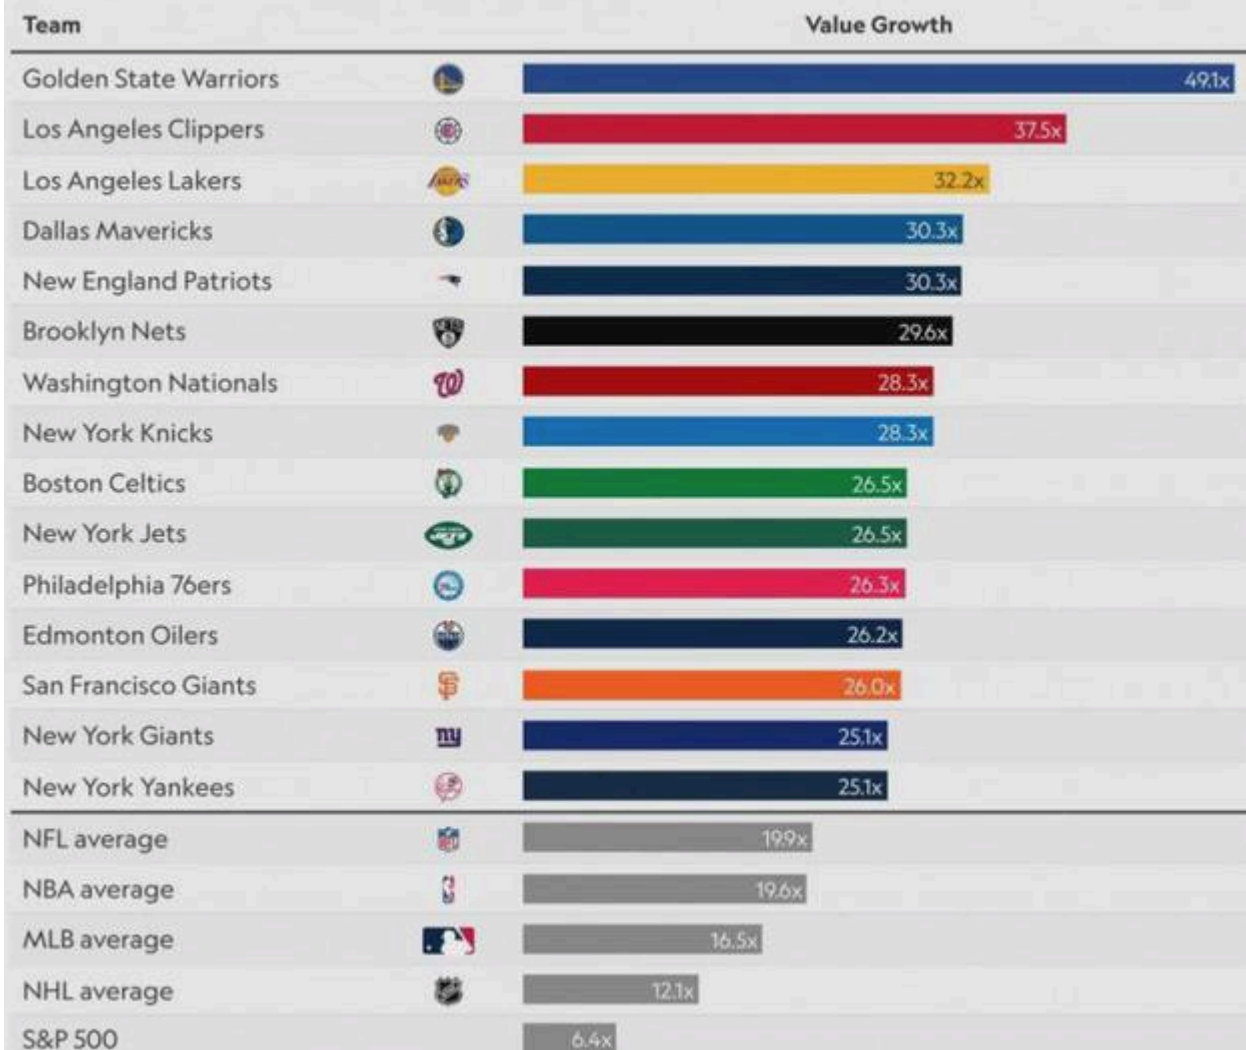 Team Value Growth
Golden State Warriors 49.1x
Los Angeles Clippers 37.5x
Los Angeles Lakers 32.2x
Dallas Mavericks 30.3x
New England Patriots 30.3x
Brooklyn Nets 29.6x
Washington Nationals 28.3x
New York Knicks 28.3x
Boston Celtics 26.5x
New York Jets 26.5x
Philadelphia 76ers 26.3x
Edmonton Oilers 26.2x
San Francisco Giants 26.0x
New York Giants ny 25.1x
New York Yankees 25.1x
NFL average 19.9x
NBA average 19.6x
MLB average 16.5x
NHL average 12.1x
S&P 500 6.4x